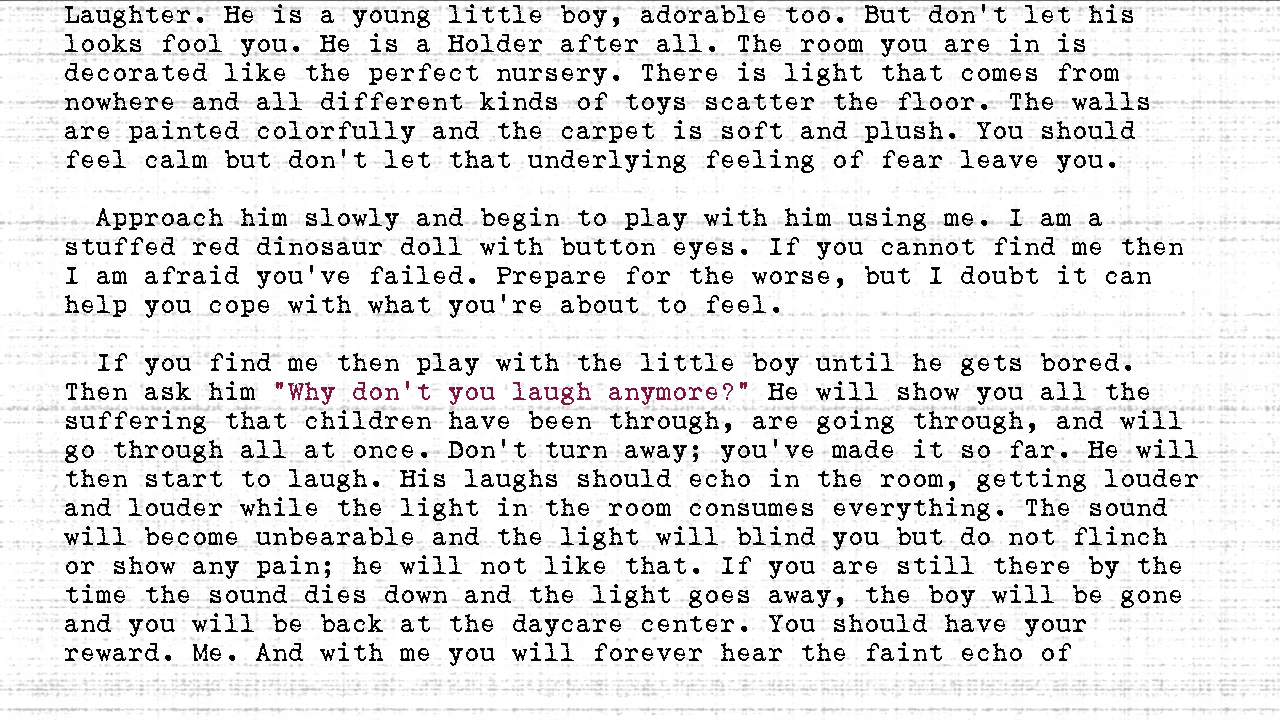 Laughter. He is a young little boy, adorable too. But don't let his
looks fool you. He is a Holder after all. The room you are in is
decorated like the perfect nursery. There is light that comes from
nowhere and all different kinds of toys scatter the floor. The walls
are painted colorfully and the carpet is soft and plush. You should
feel calm but don't let that underlying feeling of fear leave you.
Approach him slowly and begin to play with him using me. I am a
stuffed red dinosaur doll with button eyes. If you cannot find me then
I am afraid you've failed. Prepare for the worse, but I doubt it can
help you cope with what you're about to feel.
If you find me then play with the little boy until he gets bored.
Then ask him "Why don't you laugh anymore?" He will show you all the
suffering that children have been through, are going through, and will
go through all at once. Don't turn away; you've made it so far. He will
then start to laugh. His laughs should echo in the room, getting louder
and louder while the light in the room consumes everything. The sound
will become unbearable and the light will blind you but do not flinch
or show any pain; he will not like that. If you are still there by the
time the sound dies down and the light goes away, the boy will be gone
and you will be back at the daycare center. You should have your
reward. Me. And with me you will forever hear the faint echo of